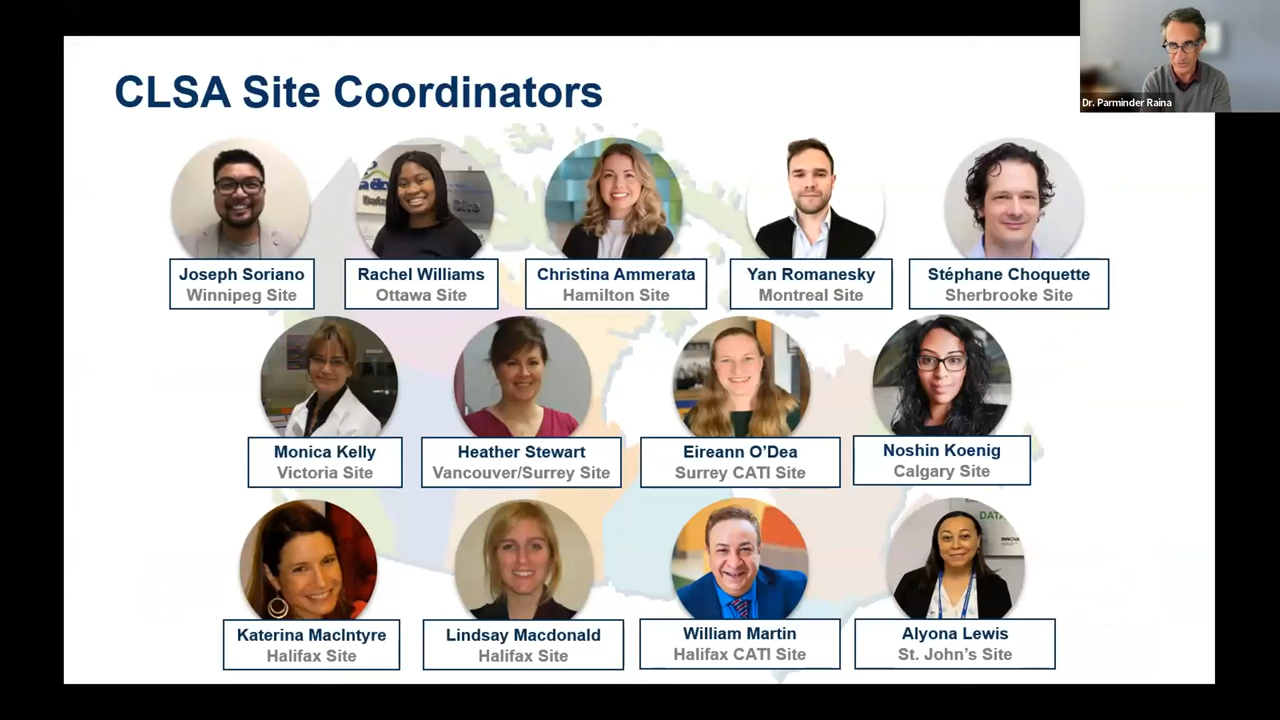 CLSA Site Coordinators
Dr. Parminder Raina
Joseph Soriano
Winnipeg Site
Rachel Williams
Ottawa Site
Christina Ammerata
Hamilton Site
Yan Romanesky
Montreal Site
Stéphane Choquette
Sherbrooke Site
Monica Kelly
Victoria Site
Heather Stewart
Vancouver/Surrey Site
Eireann O’Dea
Surrey CATI Site
Noshin Koenig
Calgary Site
DATA
Katerina MacIntyre
Halifax Site
Lindsay Macdonald
Halifax Site
William Martin
Halifax CATI Site
Alyona Lewis
St. John’s Site